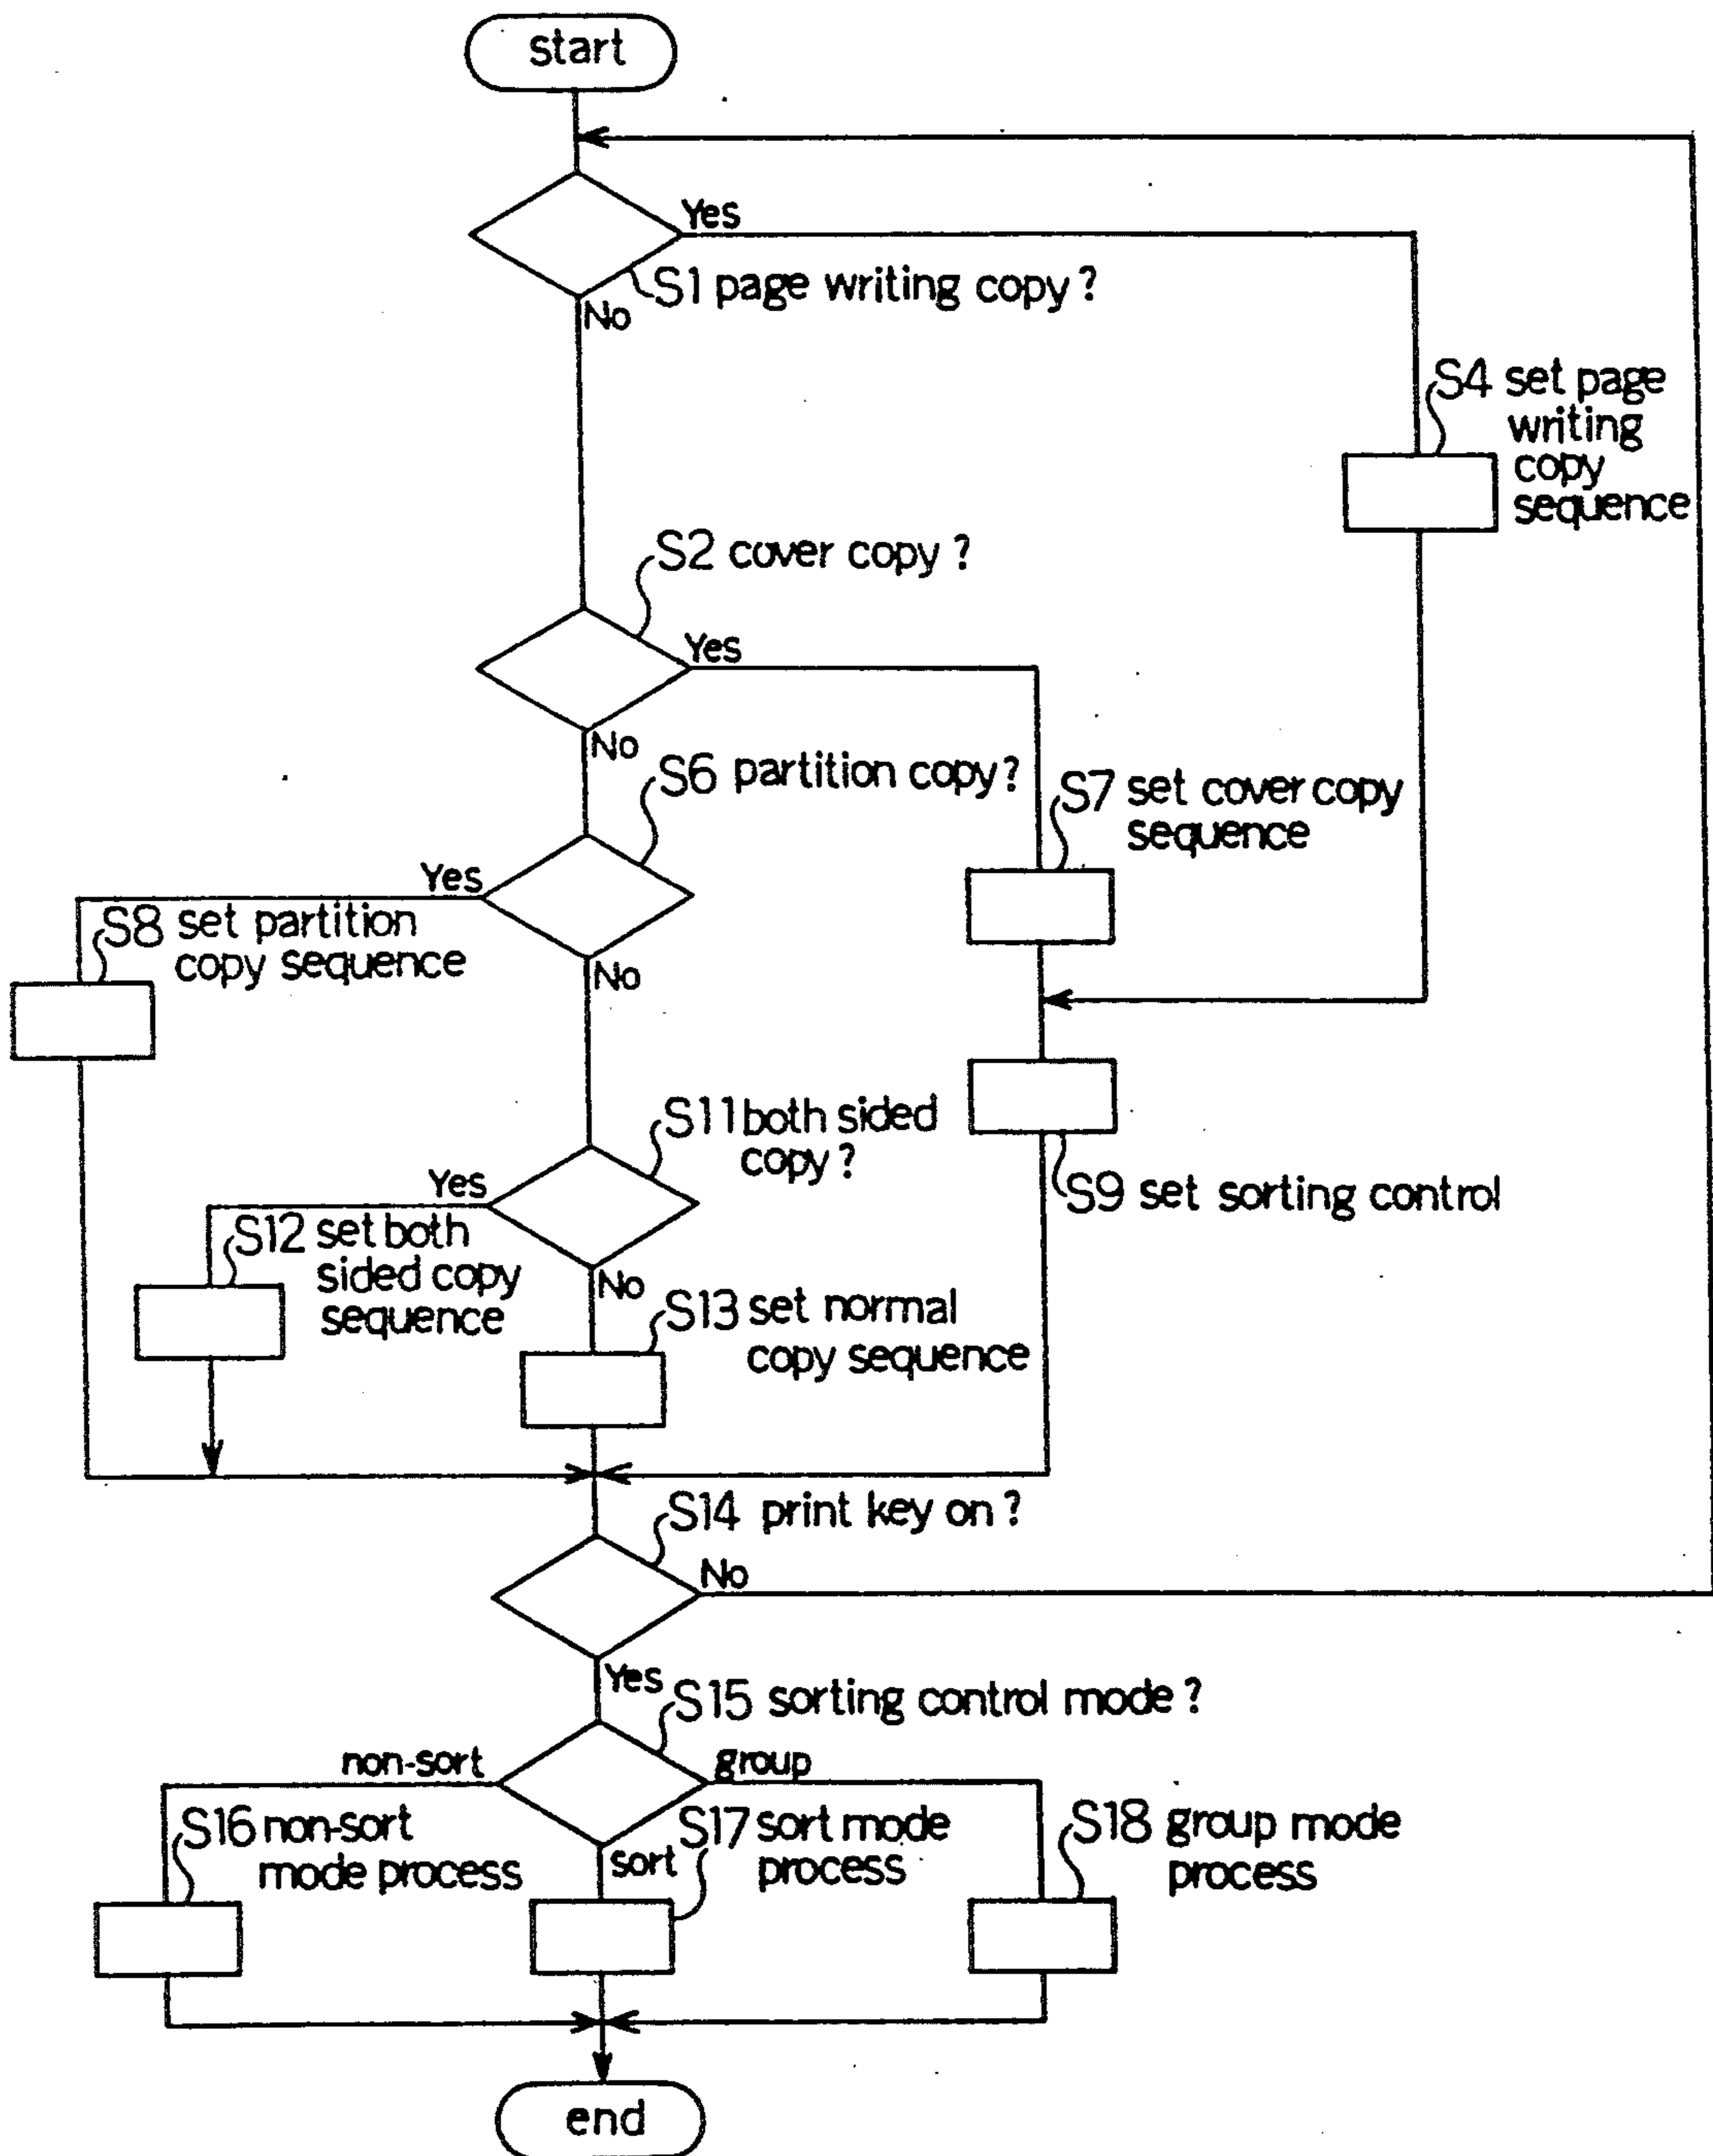 start
Yes
S1 page writing copy ?
No
S4 set page
writing
copy
sequence
S2 cover copy ?
Yes
No
S6 partition copy?
S7 set cover copy
sequence
Yes
S8 set partition
copy sequence
No
S11 both sided
copy ?
Yes
S9 set sorting control
S12 set both
sided copy
sequence
No
S13 set normal
copy sequence
S14 print key on ?
No
Yes
S15 sorting control mode ?
non-sort
group
S16 non-sort
mode process
sort
S17 sort mode
process
S18 group mode
process
end